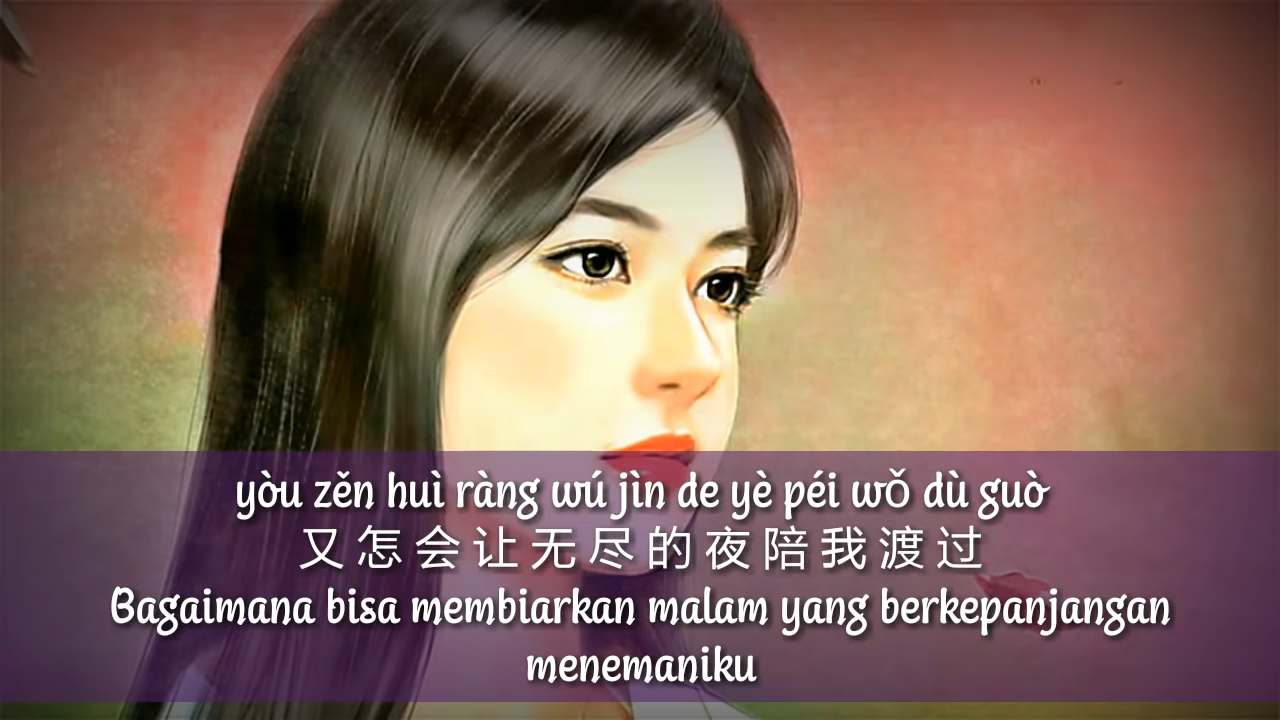 yòu zěn huì ràng wú jìn de yè péi wǒ dù guò
又怎会让无尽的夜陪我渡过
Bagaimana bisa membiarkan malam yang berkepanjangan
menemaniku